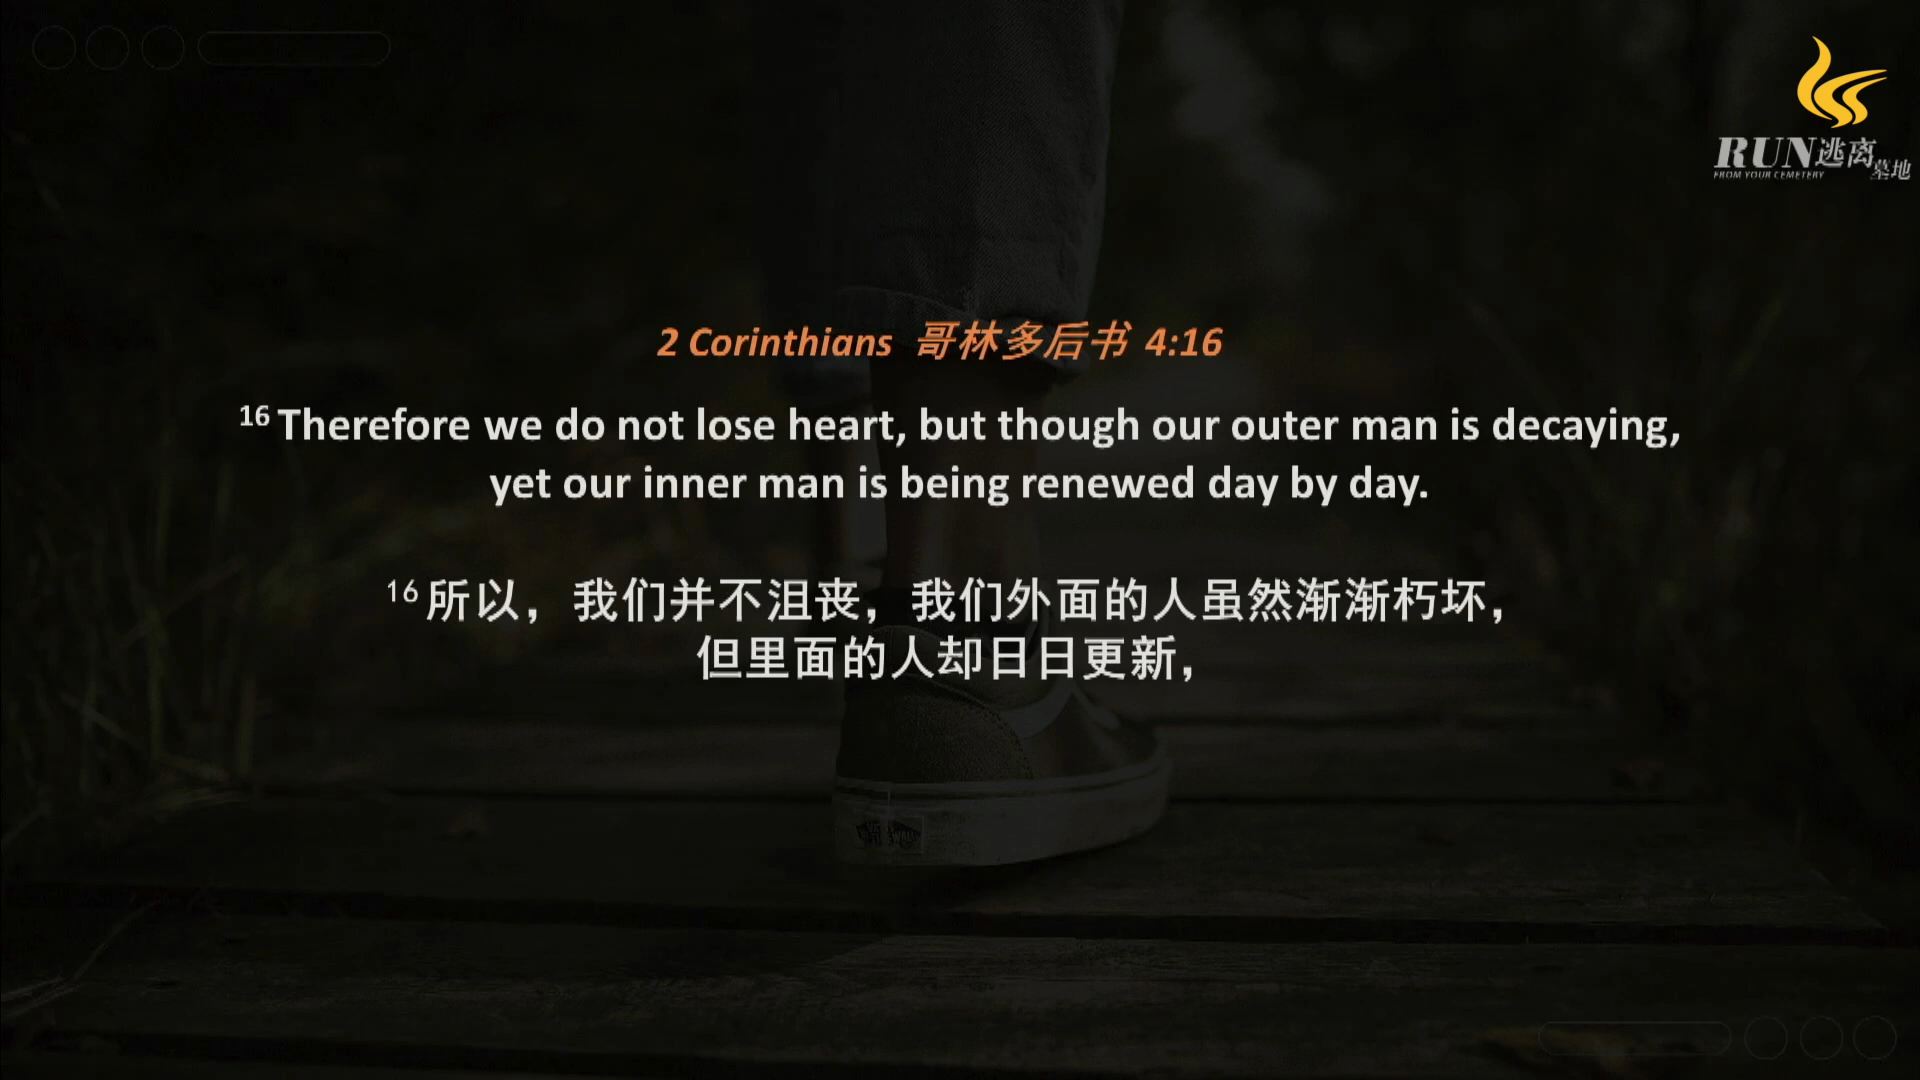 RUN逃离墓地
FROM YOUR CEMETERY
2 Corinthians 哥林多后书 4:16
16 Therefore we do not lose heart, but though our outer man is decaying,
yet our inner man is being renewed day by day.
16 所以，我们并不沮丧，我们外面的人虽然渐渐朽坏，
但里面的人却日日更新，